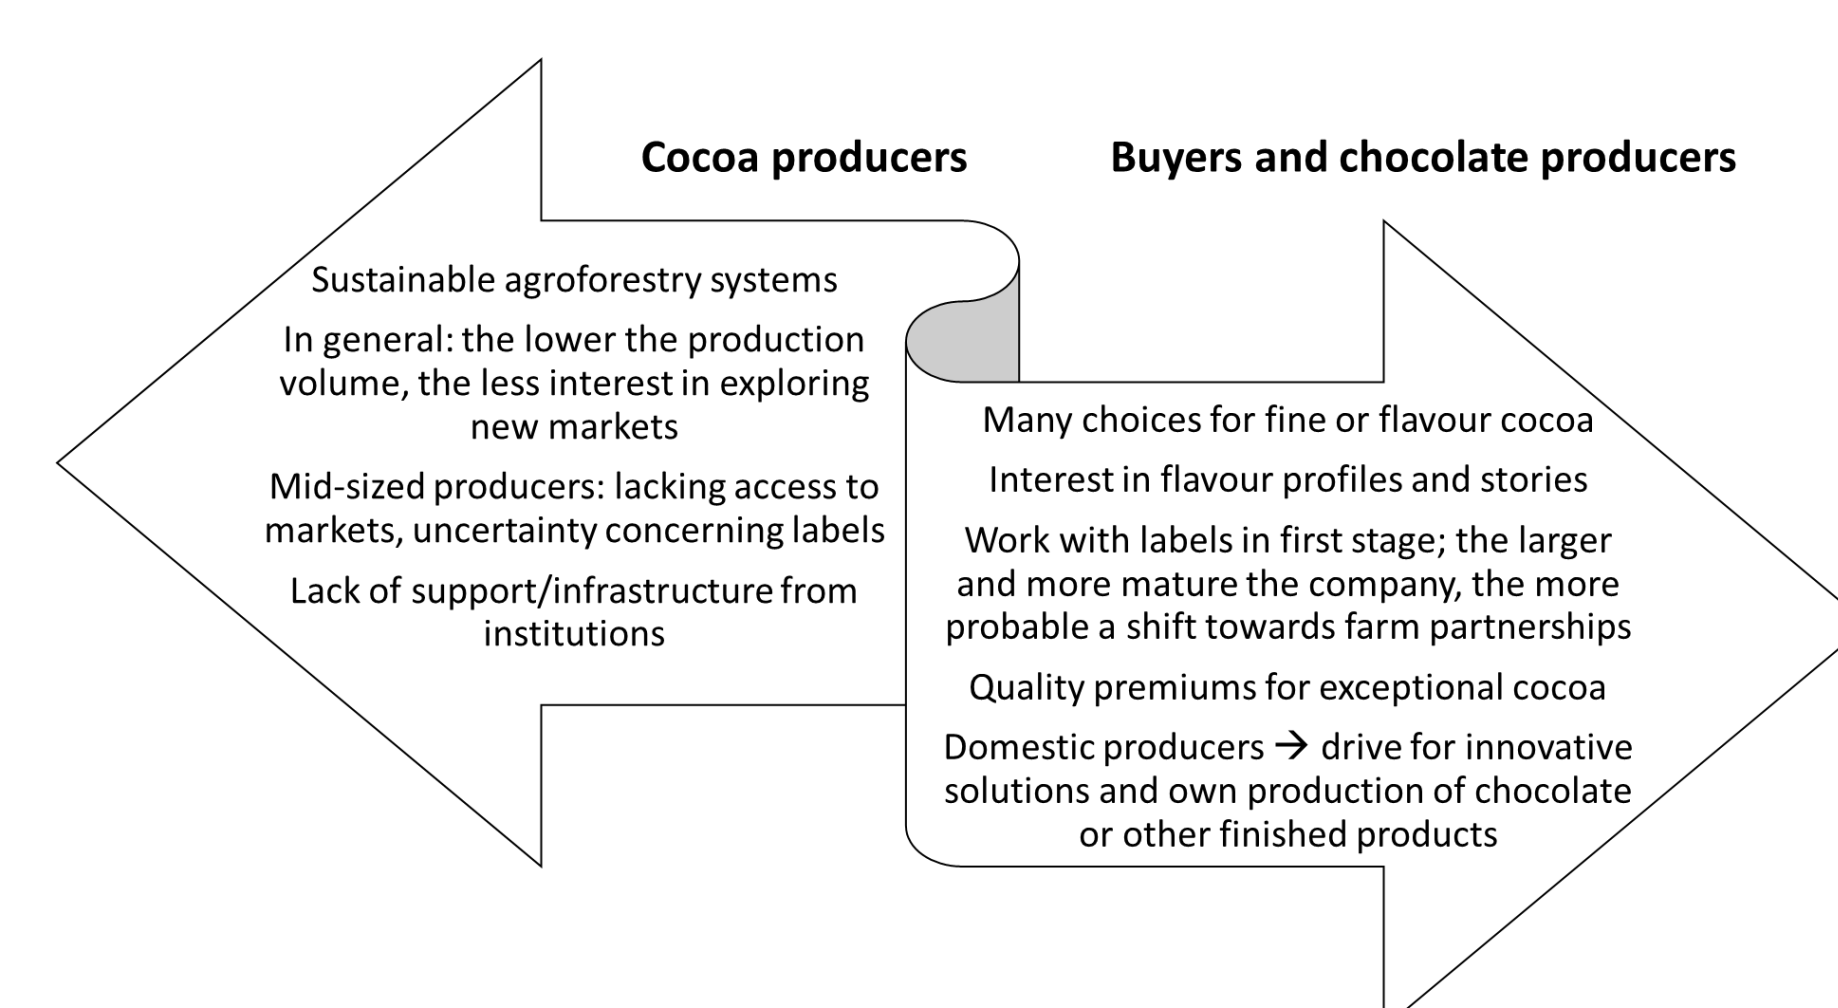 Cocoa producers
Buyers and chocolate producers
Sustainable agroforestry systems
In general: the lower the production
volume, the less interest in exploring
new markets
Mid-sized producers: lacking access to
markets, uncertainty concerning labels
Lack of support/infrastructure from
institutions
Many choices for fine or flavour cocoa
Interest in flavour profiles and stories
Work with labels in first stage; the larger
and more mature the company, the more
probable a shift towards farm partnerships
Quality premiums for exceptional cocoa
Domestic producers → drive for innovative
solutions and own production of chocolate
or other finished products